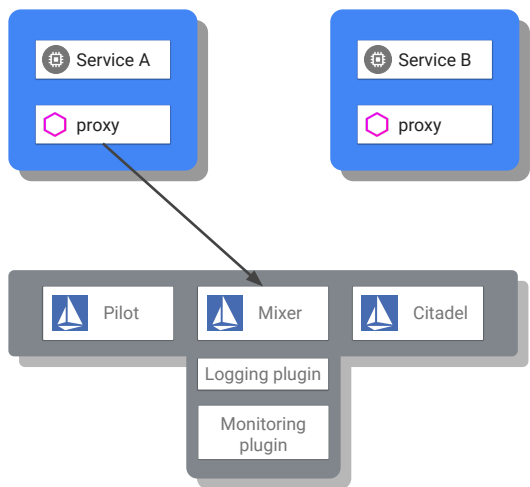 Service A
Service B
proxy
proxy
Pilot
Mixer
Citadel
Logging plugin
Monitoring
plugin